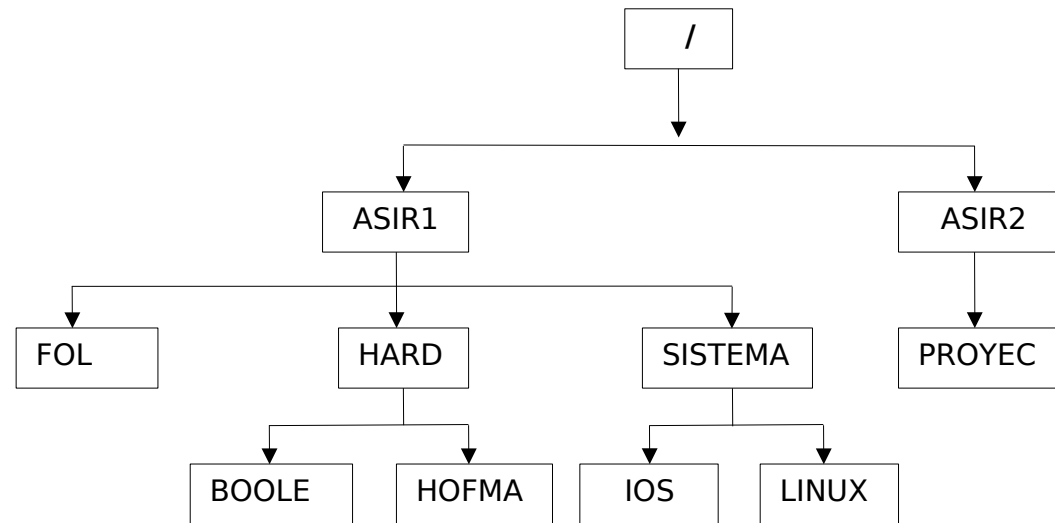 /
ASIR1
ASIR2
FOL
HARD
SISTEMA
PROYEC
BOOLE
HOFMA
IOS
LINUX